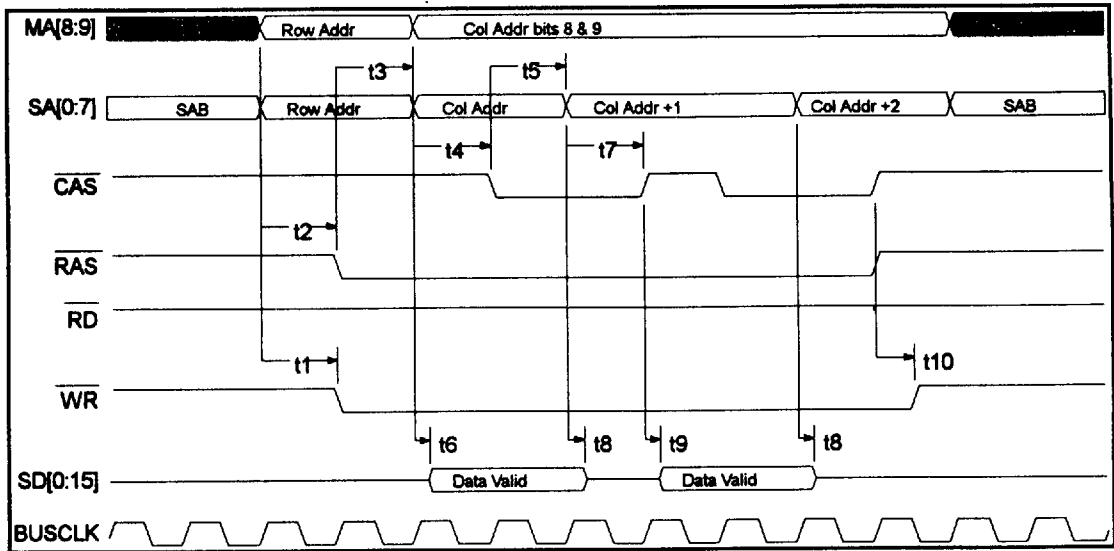 MA[8:9] Row Addr Col Addr bits 8 & 9
t3 t5
SA[0:7] SAB Row Addr Col Addr Col Addr +1 Col Addr +2 SAB
t4 t7
CAS
t2
RAS
RD
t1 t10
WR
t6 t8 t9 t8
SD[0:15] Data Valid Data Valid
BUSCLK